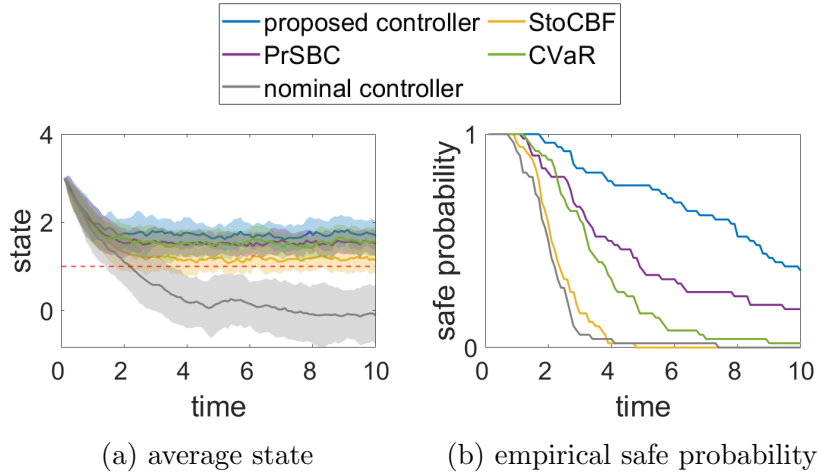 proposed controller StoCBF
PrSBC CVaR
nominal controller
4
2
0
state
0 2 4 6 8 10
time
1
0
safe probability
0 2 4 6 8 10
time
(a) average state
(b) empirical safe probability